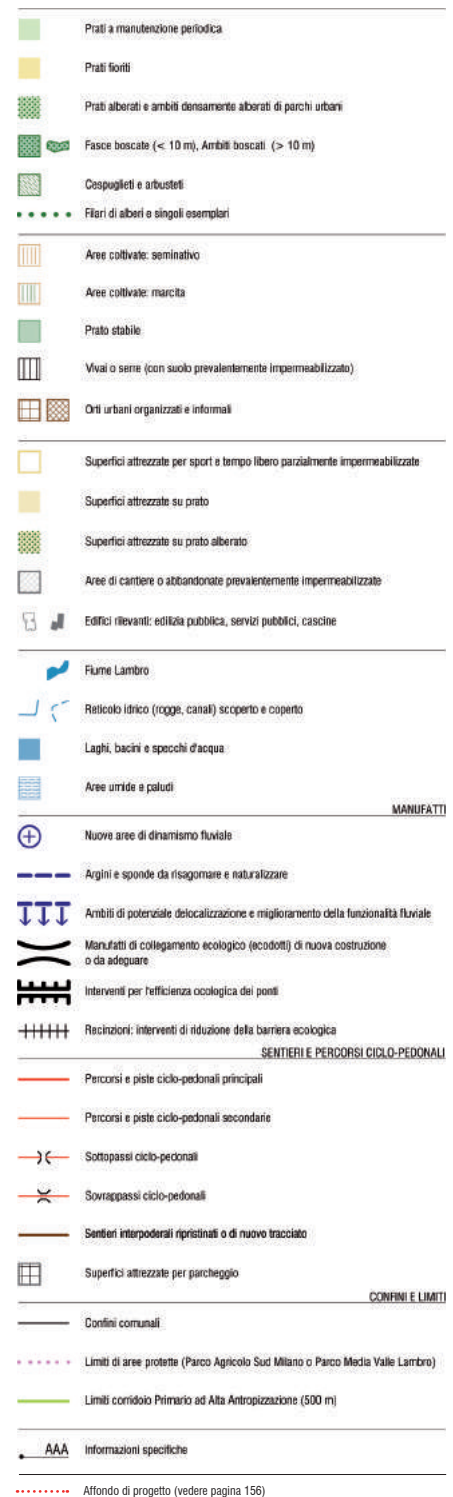 Prati a manutenzione periodica
Prati fioriti
Prati alberati e ambiti densamente alberati di parchi urbani
Fasce boscate (< 10 m), Ambiti boscati (> 10 m)
Cespuglieti e arbusteti
Filari di alberi e singoli esemplari
Aree coltivate: seminativo
Aree coltivate: marcita
Prato stabile
Vivai o serre (con suolo prevalentemente impermeabilizzato)
Orti urbani organizzati e informali
Superfici attrezzate per sport e tempo libero parzialmente impermeabilizzate
Superfici attrezzate su prato
Superfici attrezzate su prato alberato
Aree di cantiere o abbandonate prevalentemente impermeabilizzate
Edifici rilevanti: edilizia pubblica, servizi pubblici, cascine
Fiume Lambro
Reticolo idrico (rogge, canali) scoperto e coperto
Laghi, bacini e specchi d'acqua
Aree umide e paludi
MANUFATTI
Nuove aree di dinamismo fluviale
Argini e sponde da risagomare e naturalizzare
Ambiti di potenziale delocalizzazione e miglioramento della funzionalità fluviale
Manufatti di collegamento ecologico (ecodotti) di nuova costruzione
o da adeguare
Interventi per l'efficienza ecologica dei ponti
Recinzioni: interventi di riduzione della barriera ecologica
SENTIERI E PERCORSI CICLO-PEDONALI
Percorsi e piste ciclo-pedonali principali
Percorsi e piste ciclo-pedonali secondarie
Sottopassi ciclo-pedonali
Sovrappassi ciclo-pedonali
Sentieri interpoderali ripristinati o di nuovo tracciato
Superfici attrezzate per parcheggio
CONFINI E LIMITI
Confini comunali
Limiti di aree protette (Parco Agricolo Sud Milano o Parco Media Valle Lambro)
Limiti corridoio Primario ad Alta Antropizzazione (500 m)
AAA Informazioni specifiche
Affondo di progetto (vedere pagina 156)